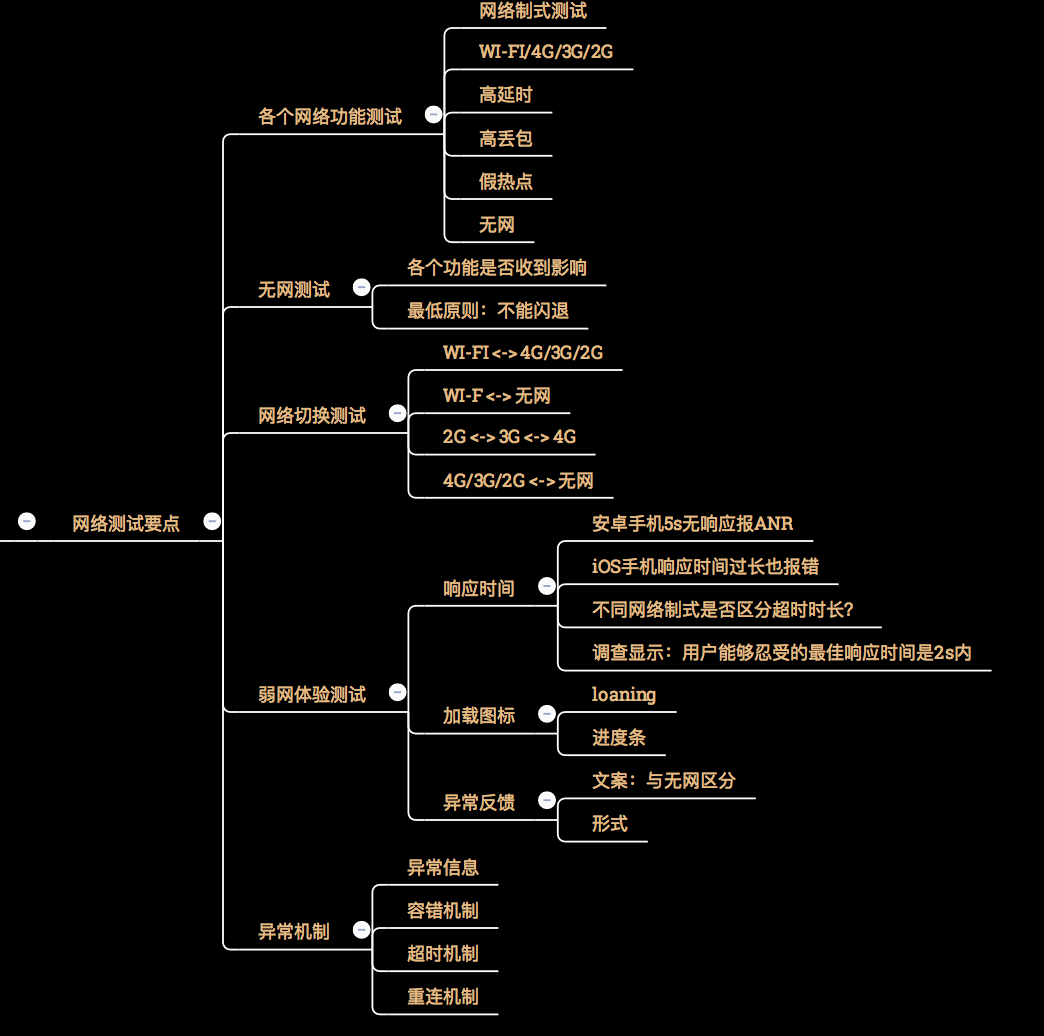 网络测试要点
各个网络功能测试
网络制式测试
WI-FI/4G/3G/2G
高延时
高丢包
假热点
无网
无网测试
各个功能是否收到影响
最低原则：不能闪退
网络切换测试
WI-FI <-> 4G/3G/2G
WI-F <-> 无网
2G <-> 3G <-> 4G
4G/3G/2G <-> 无网
弱网体验测试
响应时间
安卓手机5s无响应报ANR
iOS手机响应时间过长也报错
不同网络制式是否区分超时时长？
调查显示：用户能够忍受的最佳响应时间是2s内
加载图标
loaning
进度条
异常反馈
文案：与无网区分
形式
异常机制
异常信息
容错机制
超时机制
重连机制